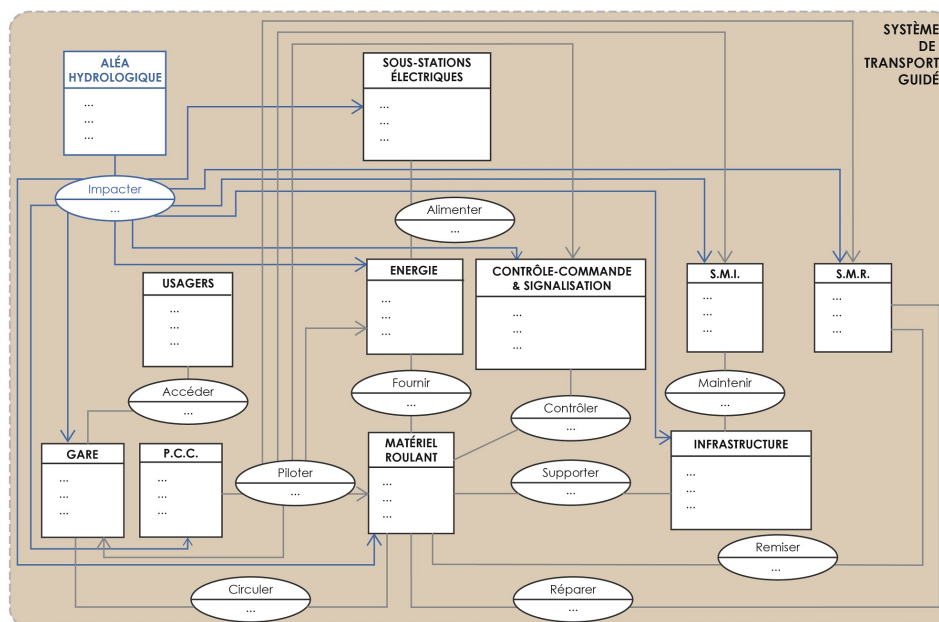 SYSTÈME
DE
TRANSPORT
GUIDÉ
ALÉA
HYDROLOGIQUE
...
...
...
SOUS-STATIONS
ÉLECTRIQUES
...
...
...
Impacter
...
Alimenter
...
USAGERS
...
...
...
ENERGIE
...
...
...
CONTRÔLE-COMMANDE
& SIGNALISATION
...
...
...
S.M.I.
...
...
...
S.M.R.
...
...
...
Accéder
...
Fournir
...
Contrôler
...
Maintenir
...
GARE
...
...
...
P.C.C.
...
...
...
Piloter
...
MATÉRIEL
ROULANT
...
...
...
Supporter
...
INFRASTRUCTURE
...
...
...
Remiser
...
Circuler
...
Réparer
...